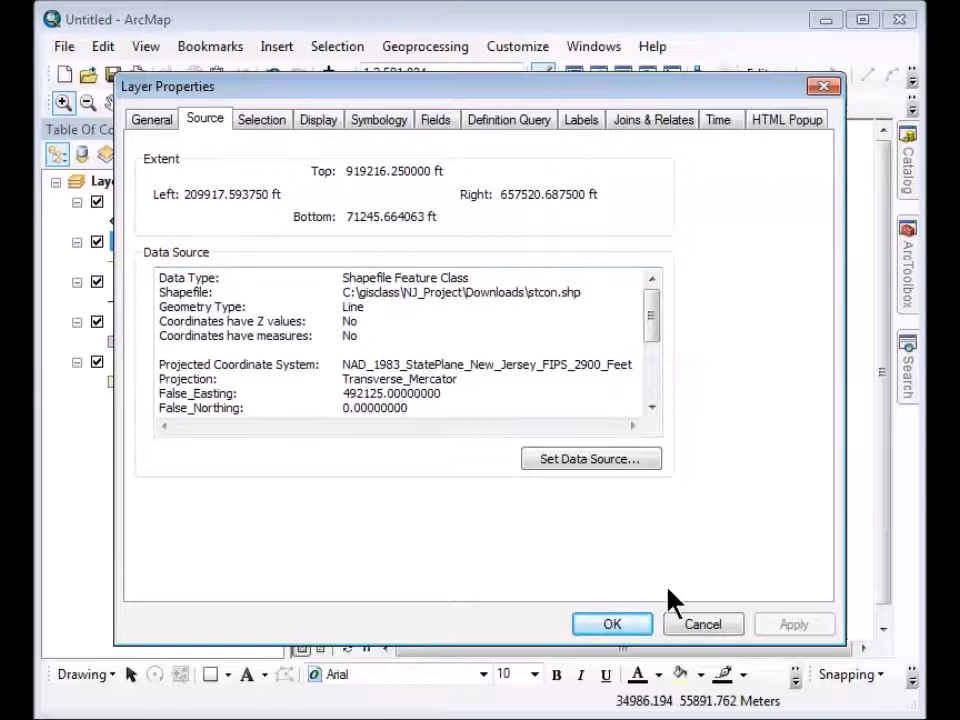 Untitled - ArcMap
File Edit View Bookmarks Insert Selection Geoprocessing Customize Windows Help
Layer Properties
Table Of Co
General Source Selection Display Symbology Fields Definition Query Labels Joins & Relates Time HTML Popup
Extent
Top: 919216.250000 ft
Left: 209917.593750 ft Right: 657520.687500 ft
Bottom: 71245.664063 ft
Laye
Data Source
Data Type: Shapefile Feature Class
Shapefile: C:\gisclass\NJ_Project\Downloads\stcon.shp
Geometry Type: Line
Coordinates have Z values: No
Coordinates have measures: No
Projected Coordinate System: NAD_1983_StatePlane_New_Jersey_FIPS_2900_Feet
Projection: Transverse_Mercator
False_Easting: 492125.00000000
False_Northing: 0.00000000
Set Data Source...
OK Cancel Apply
Catalog
ArcToolbox
Search
Drawing A Arial 10 B I U A Snapping
34986.194 55891.762 Meters